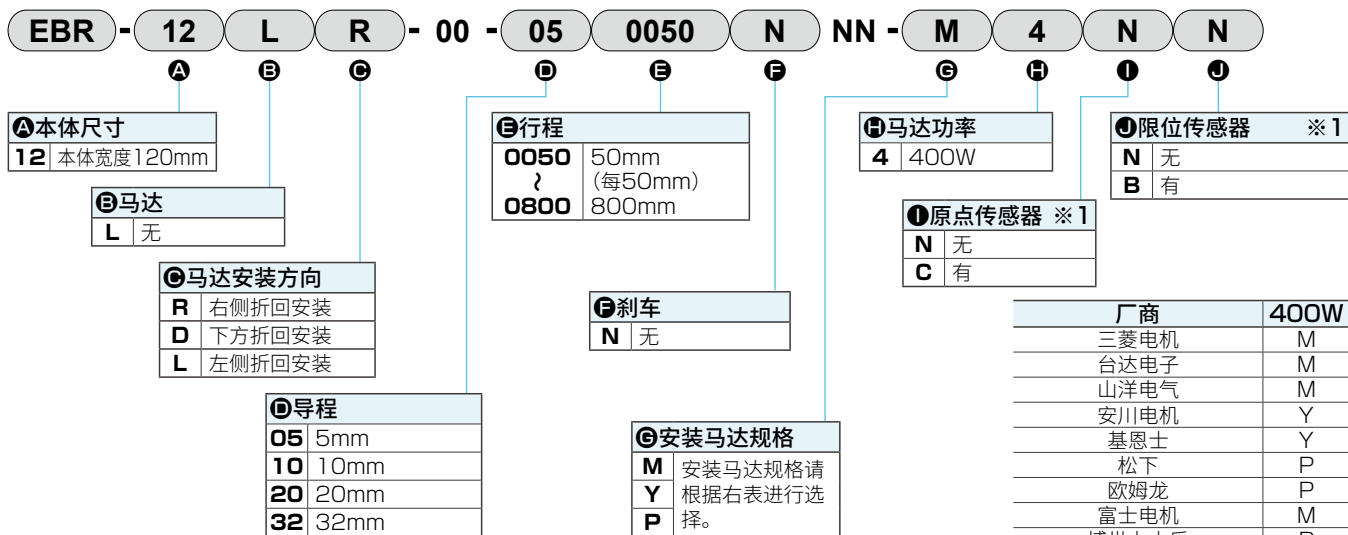 EBR - 12 L R - 00 - 05 0050 N NN - M 4 N N
A B C D E F G H I J
A本体尺寸
12 本体宽度120mm
B马达
L 无
C马达安装方向
R 右侧折回安装
D 下方折回安装
L 左侧折回安装
D导程
05 5mm
10 10mm
20 20mm
32 32mm
E行程
0050 50mm
~ (每50mm)
0800 800mm
F刹车
N 无
G安装马达规格
M 安装马达规格请
Y 根据右表进行选
P 择。
H马达功率
4 400W
I原点传感器 ※1
N 无
C 有
J限位传感器 ※1
N 无
B 有
厂商 400W
三菱电机 M
台达电子 M
山洋电气 M
安川电机 Y
基恩士 Y
松下 P
欧姆龙 P
富士电机 M